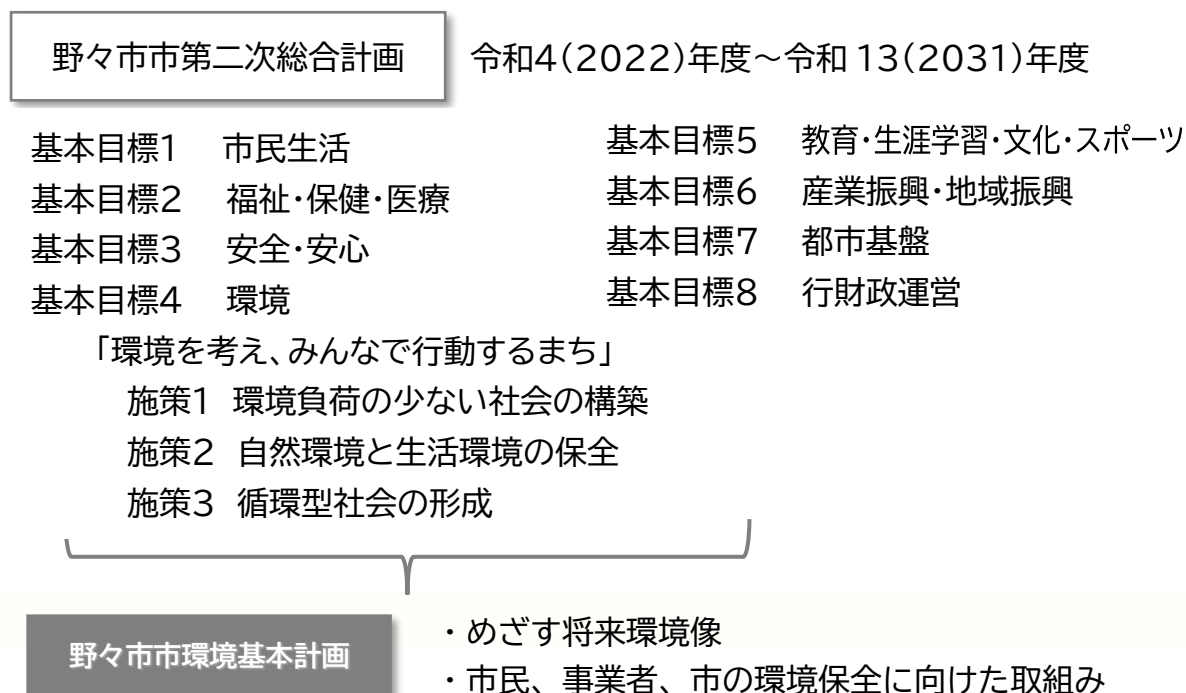 野々市市第二次総合計画
令和4(2022)年度～令和13(2031)年度
基本目標1 市民生活
基本目標2 福祉・保健・医療
基本目標3 安全・安心
基本目標4 環境
「環境を考え、みんなで行動するまち」
施策1 環境負荷の少ない社会の構築
施策2 自然環境と生活環境の保全
施策3 循環型社会の形成
基本目標5 教育・生涯学習・文化・スポーツ
基本目標6 産業振興・地域振興
基本目標7 都市基盤
基本目標8 行財政運営
野々市市環境基本計画
・めざす将来環境像
・市民、事業者、市の環境保全に向けた取組み